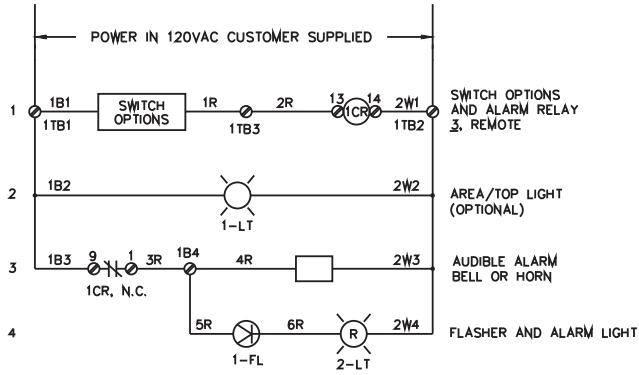 POWER IN 120VAC CUSTOMER SUPPLIED
1 1B1 SWITCH OPTIONS 1R 2R 13 14 1CR 2W1
1TB1 1TB3 1TB2
SWITCH OPTIONS
AND ALARM RELAY
3, REMOTE
2 1B2 2W2
1-LT
AREA/TOP LIGHT
(OPTIONAL)
3 1B3 9 1 3R 1B4 4R 2W3
1CR, N.C.
AUDIBLE ALARM
BELL OR HORN
4 5R 6R R 2W4 FLASHER AND ALARM LIGHT
1-FL 2-LT